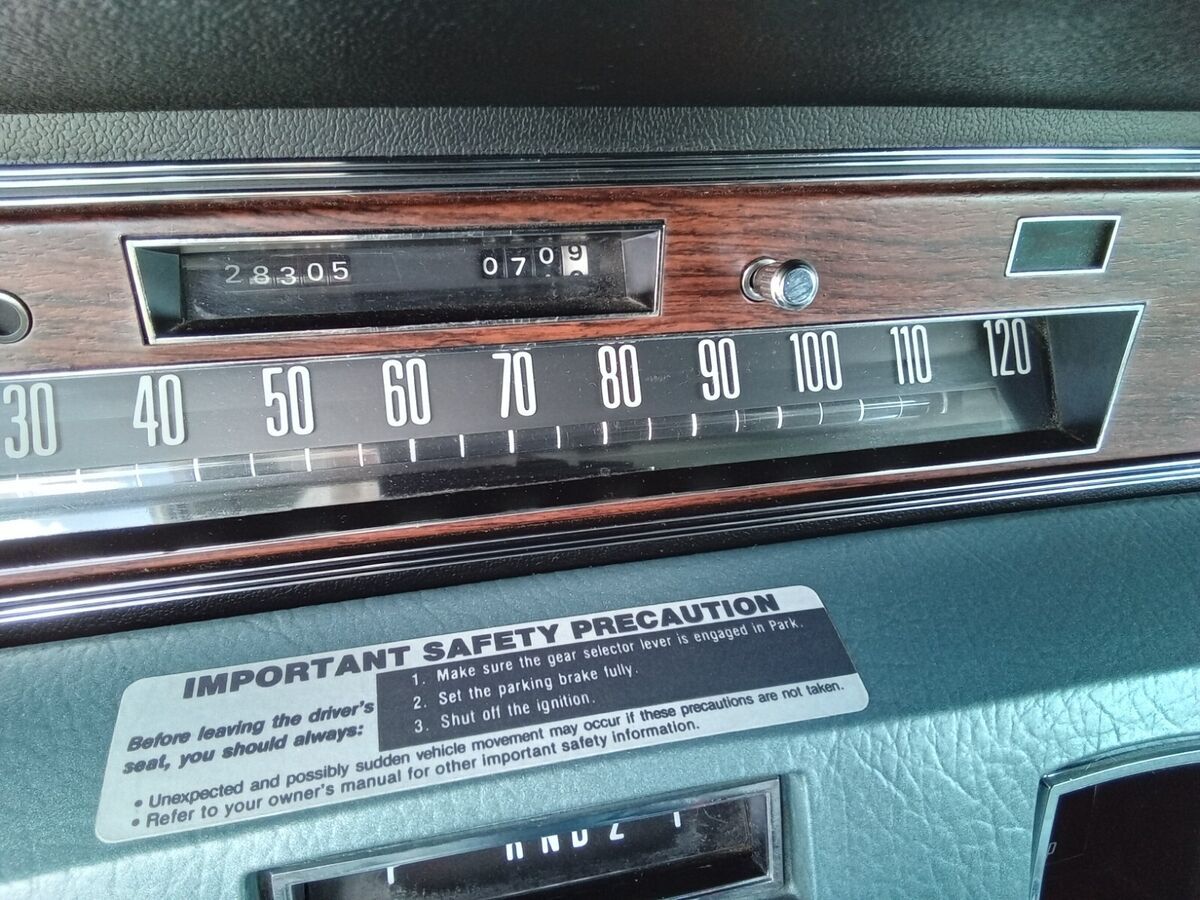 28305 0709
30 40 50 60 70 80 90 100 110 120
IMPORTANT SAFETY PRECAUTION
Before leaving the driver's
seat, you should always:
1. Make sure the gear selector lever is engaged in Park.
2. Set the parking brake fully.
3. Shut off the ignition.
• Unexpected and possibly sudden vehicle movement may occur if these precautions are not taken.
• Refer to your owner's manual for other important safety information.
R N D 2 1